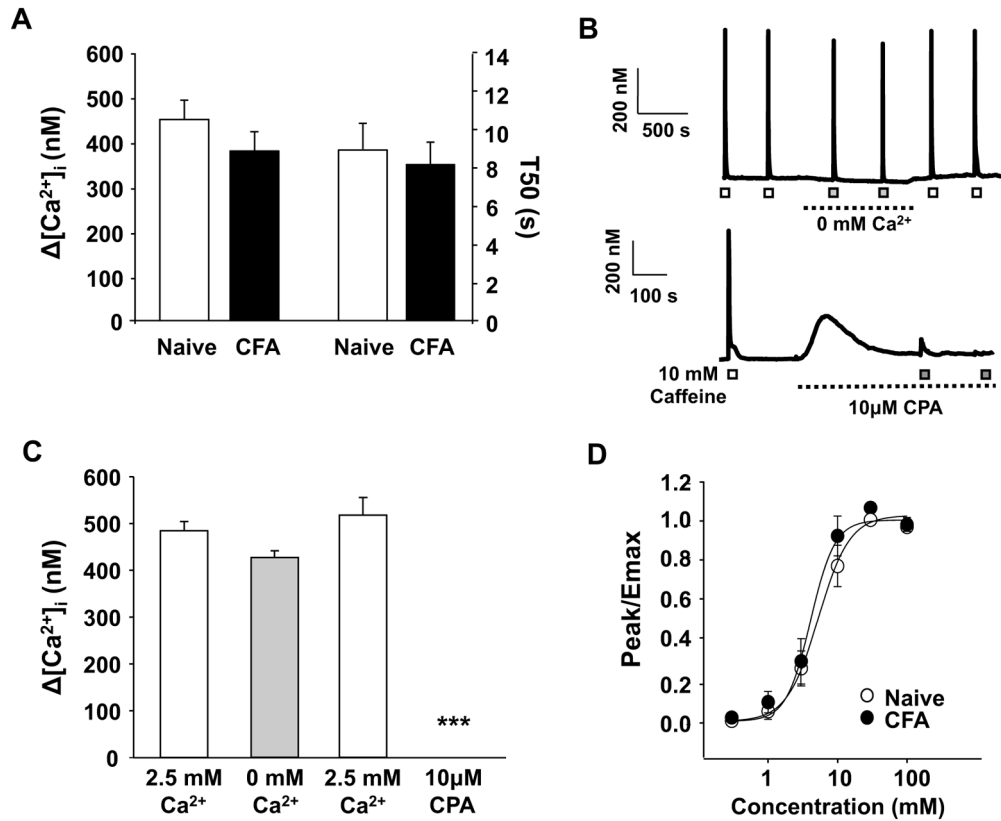 A
600
500
400
300
200
100
0
Δ[Ca²⁺]ᵢ (nM)
14
12
10
8
6
4
2
0
T50 (s)
Naive CFA Naive CFA
B
200 nM
500 s
0 mM Ca²⁺
200 nM
100 s
10 mM
Caffeine
10µM CPA
C
600
500
400
300
200
100
0
Δ[Ca²⁺]ᵢ (nM)
***
2.5 mM 0 mM 2.5 mM 10µM
Ca²⁺ Ca²⁺ Ca²⁺ CPA
D
1.2
1.0
0.8
0.6
0.4
0.2
0.0
Peak/Emax
Naive
CFA
1 10 100
Concentration (mM)